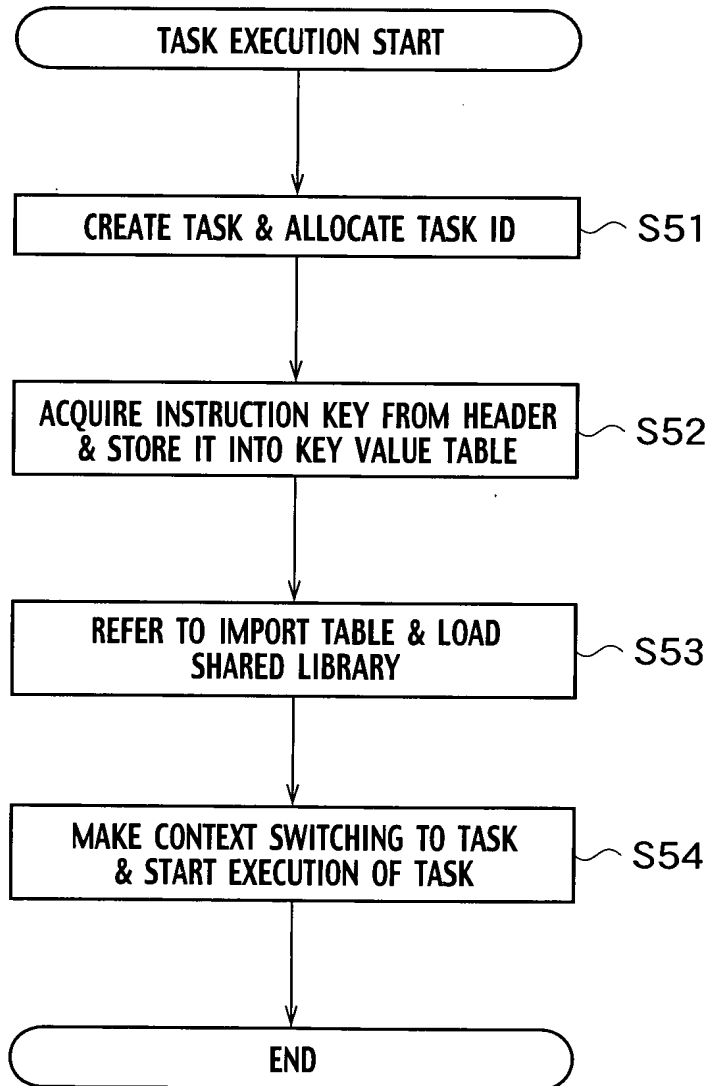 TASK EXECUTION START
CREATE TASK & ALLOCATE TASK ID
S51
ACQUIRE INSTRUCTION KEY FROM HEADER
& STORE IT INTO KEY VALUE TABLE
S52
REFER TO IMPORT TABLE & LOAD
SHARED LIBRARY
S53
MAKE CONTEXT SWITCHING TO TASK
& START EXECUTION OF TASK
S54
END